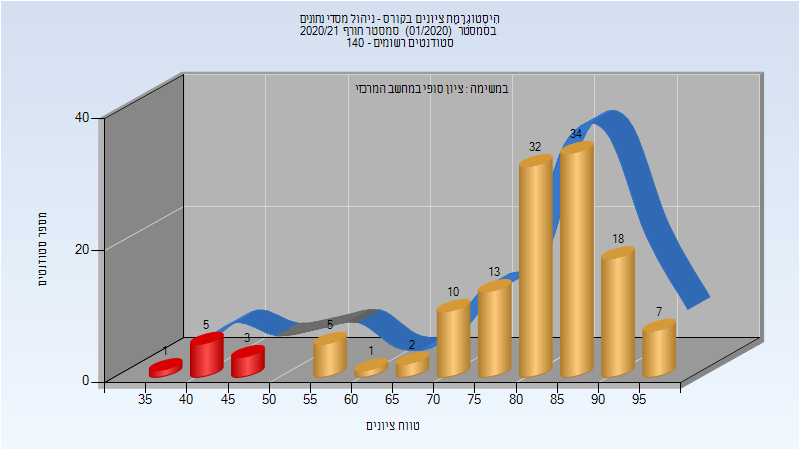 היסטוגרמת ציונים בקורס - ניהול מסדי נתונים
בסמסטר (01/2020) סמסטר חורף 2020/21
סטודנטים רשומים - 140
במשימה : ציון סופי במחשב המרכזי
מספר סטודנטים
40
20
0
1
5
3
5
1
2
10
13
32
34
18
7
35 40 45 50 55 60 65 70 75 80 85 90 95
טווח ציונים